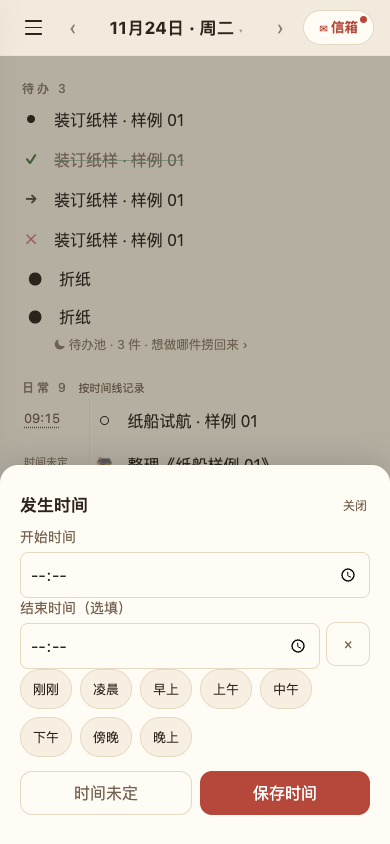 11月24日 · 周二
信箱
待办 3
装订纸样 · 样例 01
装订纸样 · 样例 01
装订纸样 · 样例 01
装订纸样 · 样例 01
折纸
折纸
待办池 · 3 件 · 想做哪件捞回来 ›
日常 9 按时间线记录
09:15 纸船试航 · 样例 01
时间未定 整理《纸船样例 01》
发生时间 关闭
开始时间
--:--
结束时间（选填）
--:-- ×
刚刚 凌晨 早上 上午 中午
下午 傍晚 晚上
时间未定 保存时间